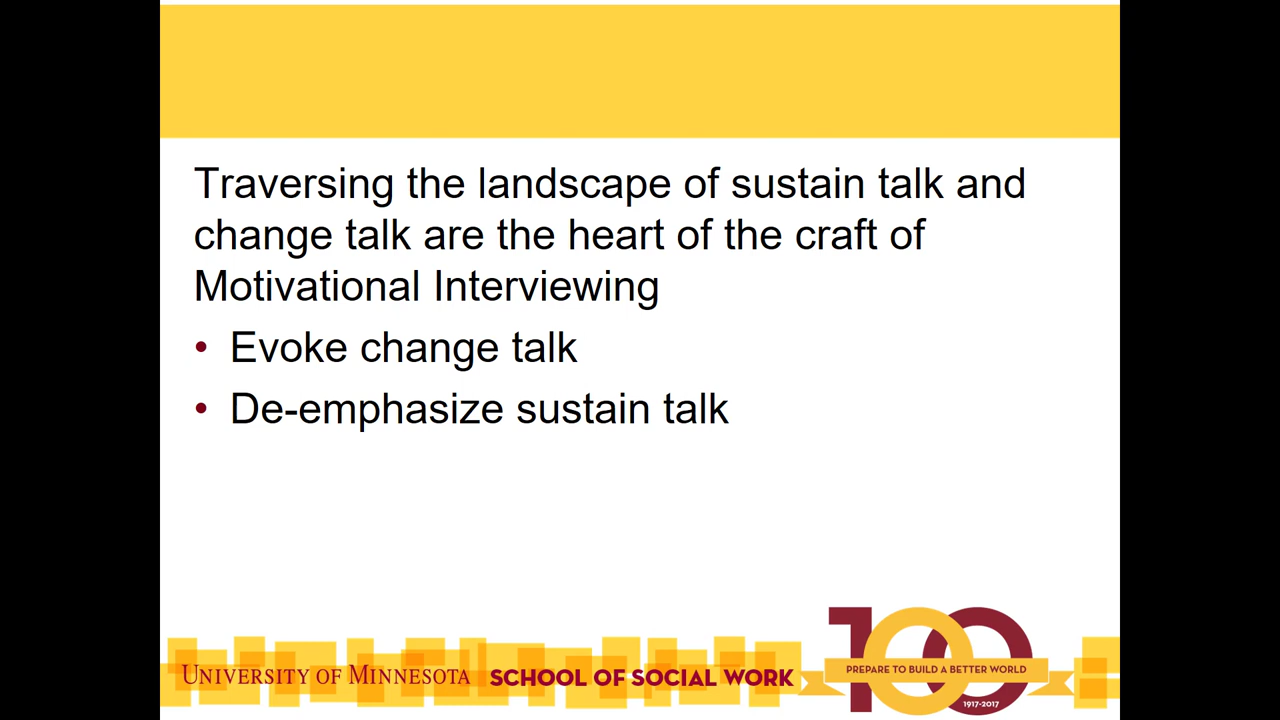 Traversing the landscape of sustain talk and
change talk are the heart of the craft of
Motivational Interviewing
• Evoke change talk
• De-emphasize sustain talk
UNIVERSITY OF MINNESOTA SCHOOL OF SOCIAL WORK
100
PREPARE TO BUILD A BETTER WORLD
1917-2017